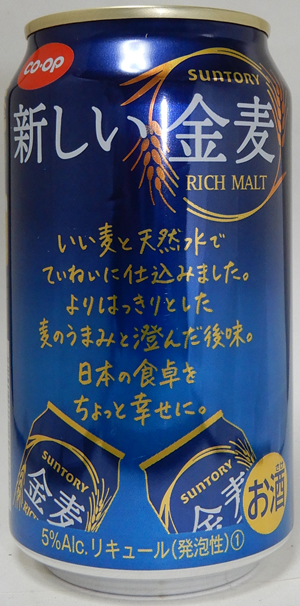 co-op
SUNTORY
新しい金麦
RICH MALT
いい麦と天然水で
ていねいに仕込みました。
よりはっきりとした
麦のうまみと澄んだ後味。
日本の食卓を
ちょっと幸せに。
SUNTORY
金麦
RICH
SUNTORY
金麦
お酒
5%Alc. リキュール(発泡性)①